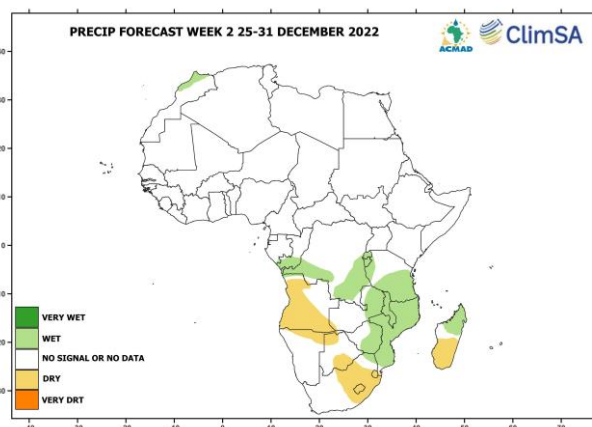 PRECIP FORECAST WEEK 2 25-31 DECEMBER 2022
ACMAD
ClimSA
VERY WET
WET
NO SIGNAL OR NO DATA
DRY
VERY DRT